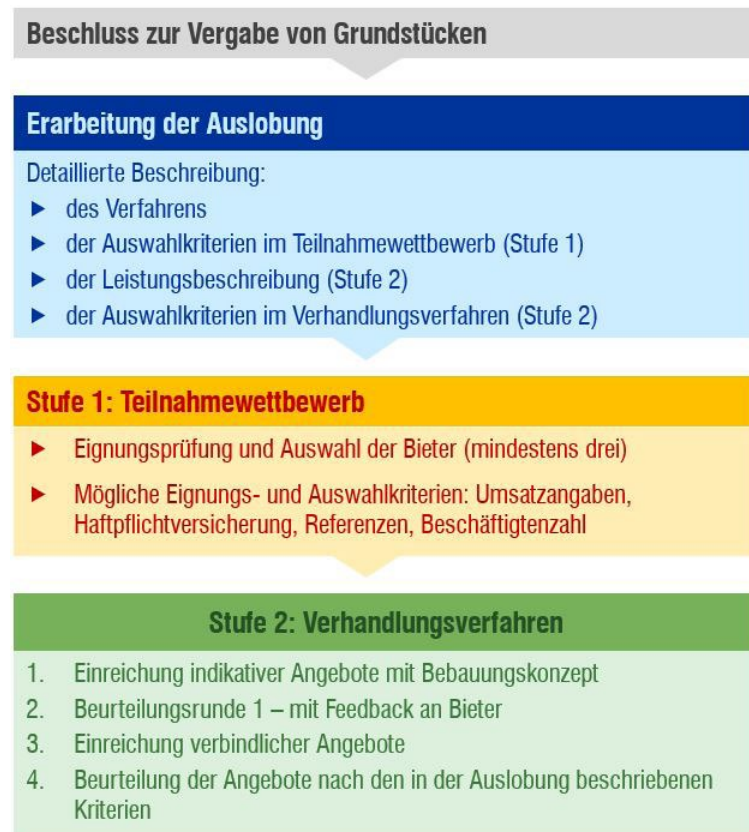 Beschluss zur Vergabe von Grundstücken
Erarbeitung der Auslobung
Detaillierte Beschreibung:
► des Verfahrens
► der Auswahlkriterien im Teilnahmewettbewerb (Stufe 1)
► der Leistungsbeschreibung (Stufe 2)
► der Auswahlkriterien im Verhandlungsverfahren (Stufe 2)
Stufe 1: Teilnahmewettbewerb
► Eignungsprüfung und Auswahl der Bieter (mindestens drei)
► Mögliche Eignungs- und Auswahlkriterien: Umsatzangaben,
Haftpflichtversicherung, Referenzen, Beschäftigtenzahl
Stufe 2: Verhandlungsverfahren
1. Einreichung indikativer Angebote mit Bebauungskonzept
2. Beurteilungsrunde 1 – mit Feedback an Bieter
3. Einreichung verbindlicher Angebote
4. Beurteilung der Angebote nach den in der Auslobung beschriebenen
Kriterien